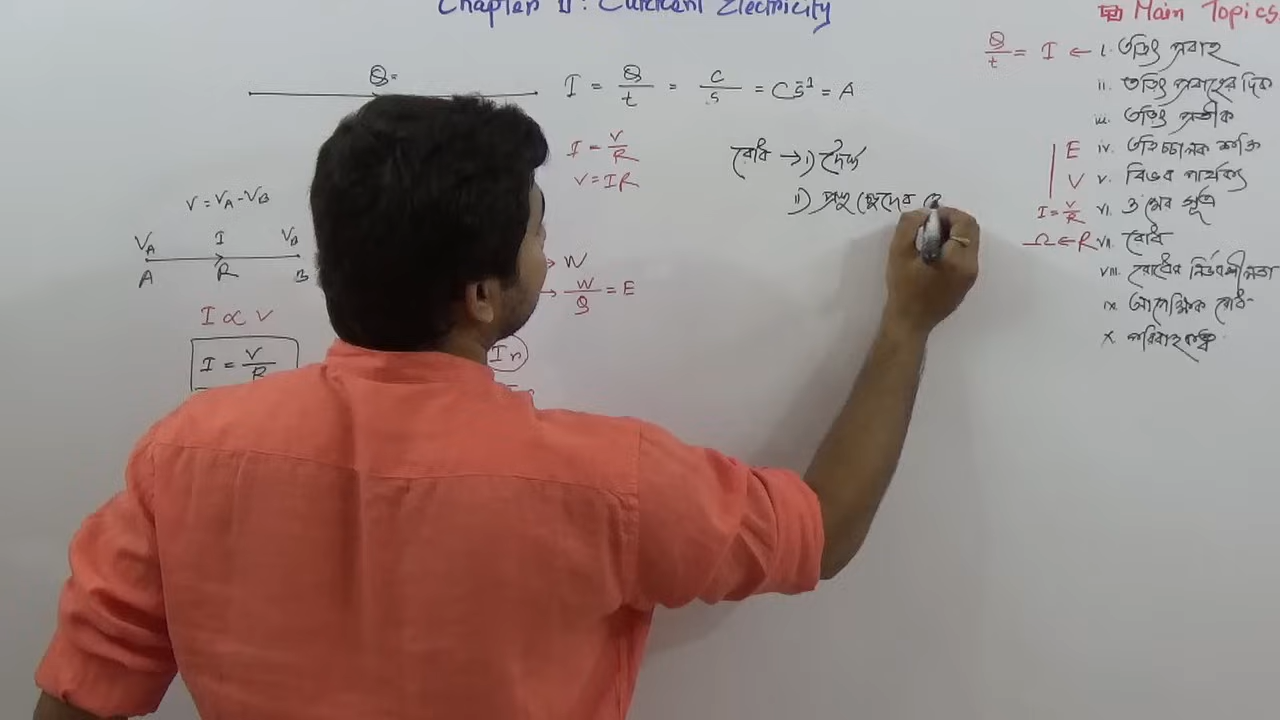 Chapter 11: Current Electricity
Main Topics
Q/t = I ← i. তড়িৎ প্রবাহ
ii. তড়িৎ প্রবাহের দিক
iii. তড়িৎ প্রতীক
E iv. তড়িচ্চালক শক্তি
V v. বিভব পার্থক্য
I = V/R vi. ও'মের সূত্র
Ω ← R vii. রোধ
viii. রোধের নির্ভরশীলতা
ix. আপেক্ষিক রোধ
x. পরিবাহকত্ব
Q=
I = Q/t = C/s = Cs⁻¹ = A
I = V/R
V = IR
রোধ → i) দৈর্ঘ্য
ii) প্রস্থচ্ছেদের
V = VA - VB
VA I VB
A R B
I ∝ V
I = V/R
→ W
→ W/Q = E
Ir